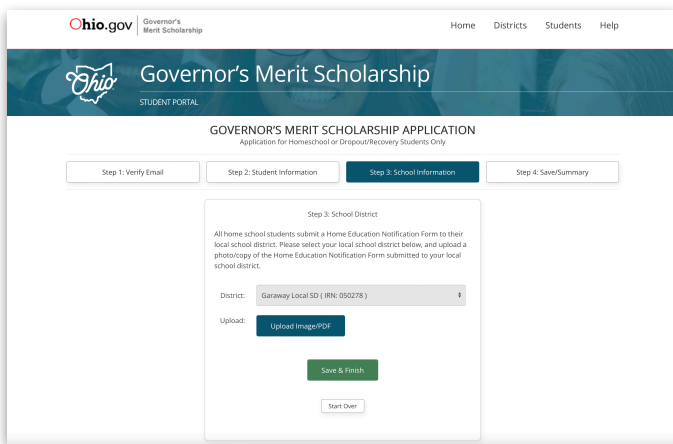 Ohio.gov
Governor's
Merit Scholarship
Home Districts Students Help
Ohio
Governor's Merit Scholarship
STUDENT PORTAL
GOVERNOR'S MERIT SCHOLARSHIP APPLICATION
Application for Homeschool or Dropout/Recovery Students Only
Step 1: Verify Email
Step 2: Student Information
Step 3: School Information
Step 4: Save/Summary
Step 3: School District
All home school students submit a Home Education Notification Form to their
local school district. Please select your local school district below, and upload a
photo/copy of the Home Education Notification Form submitted to your local
school district.
District: Garaway Local SD ( IRN: 050278 )
Upload: Upload Image/PDF
Save & Finish
Start Over